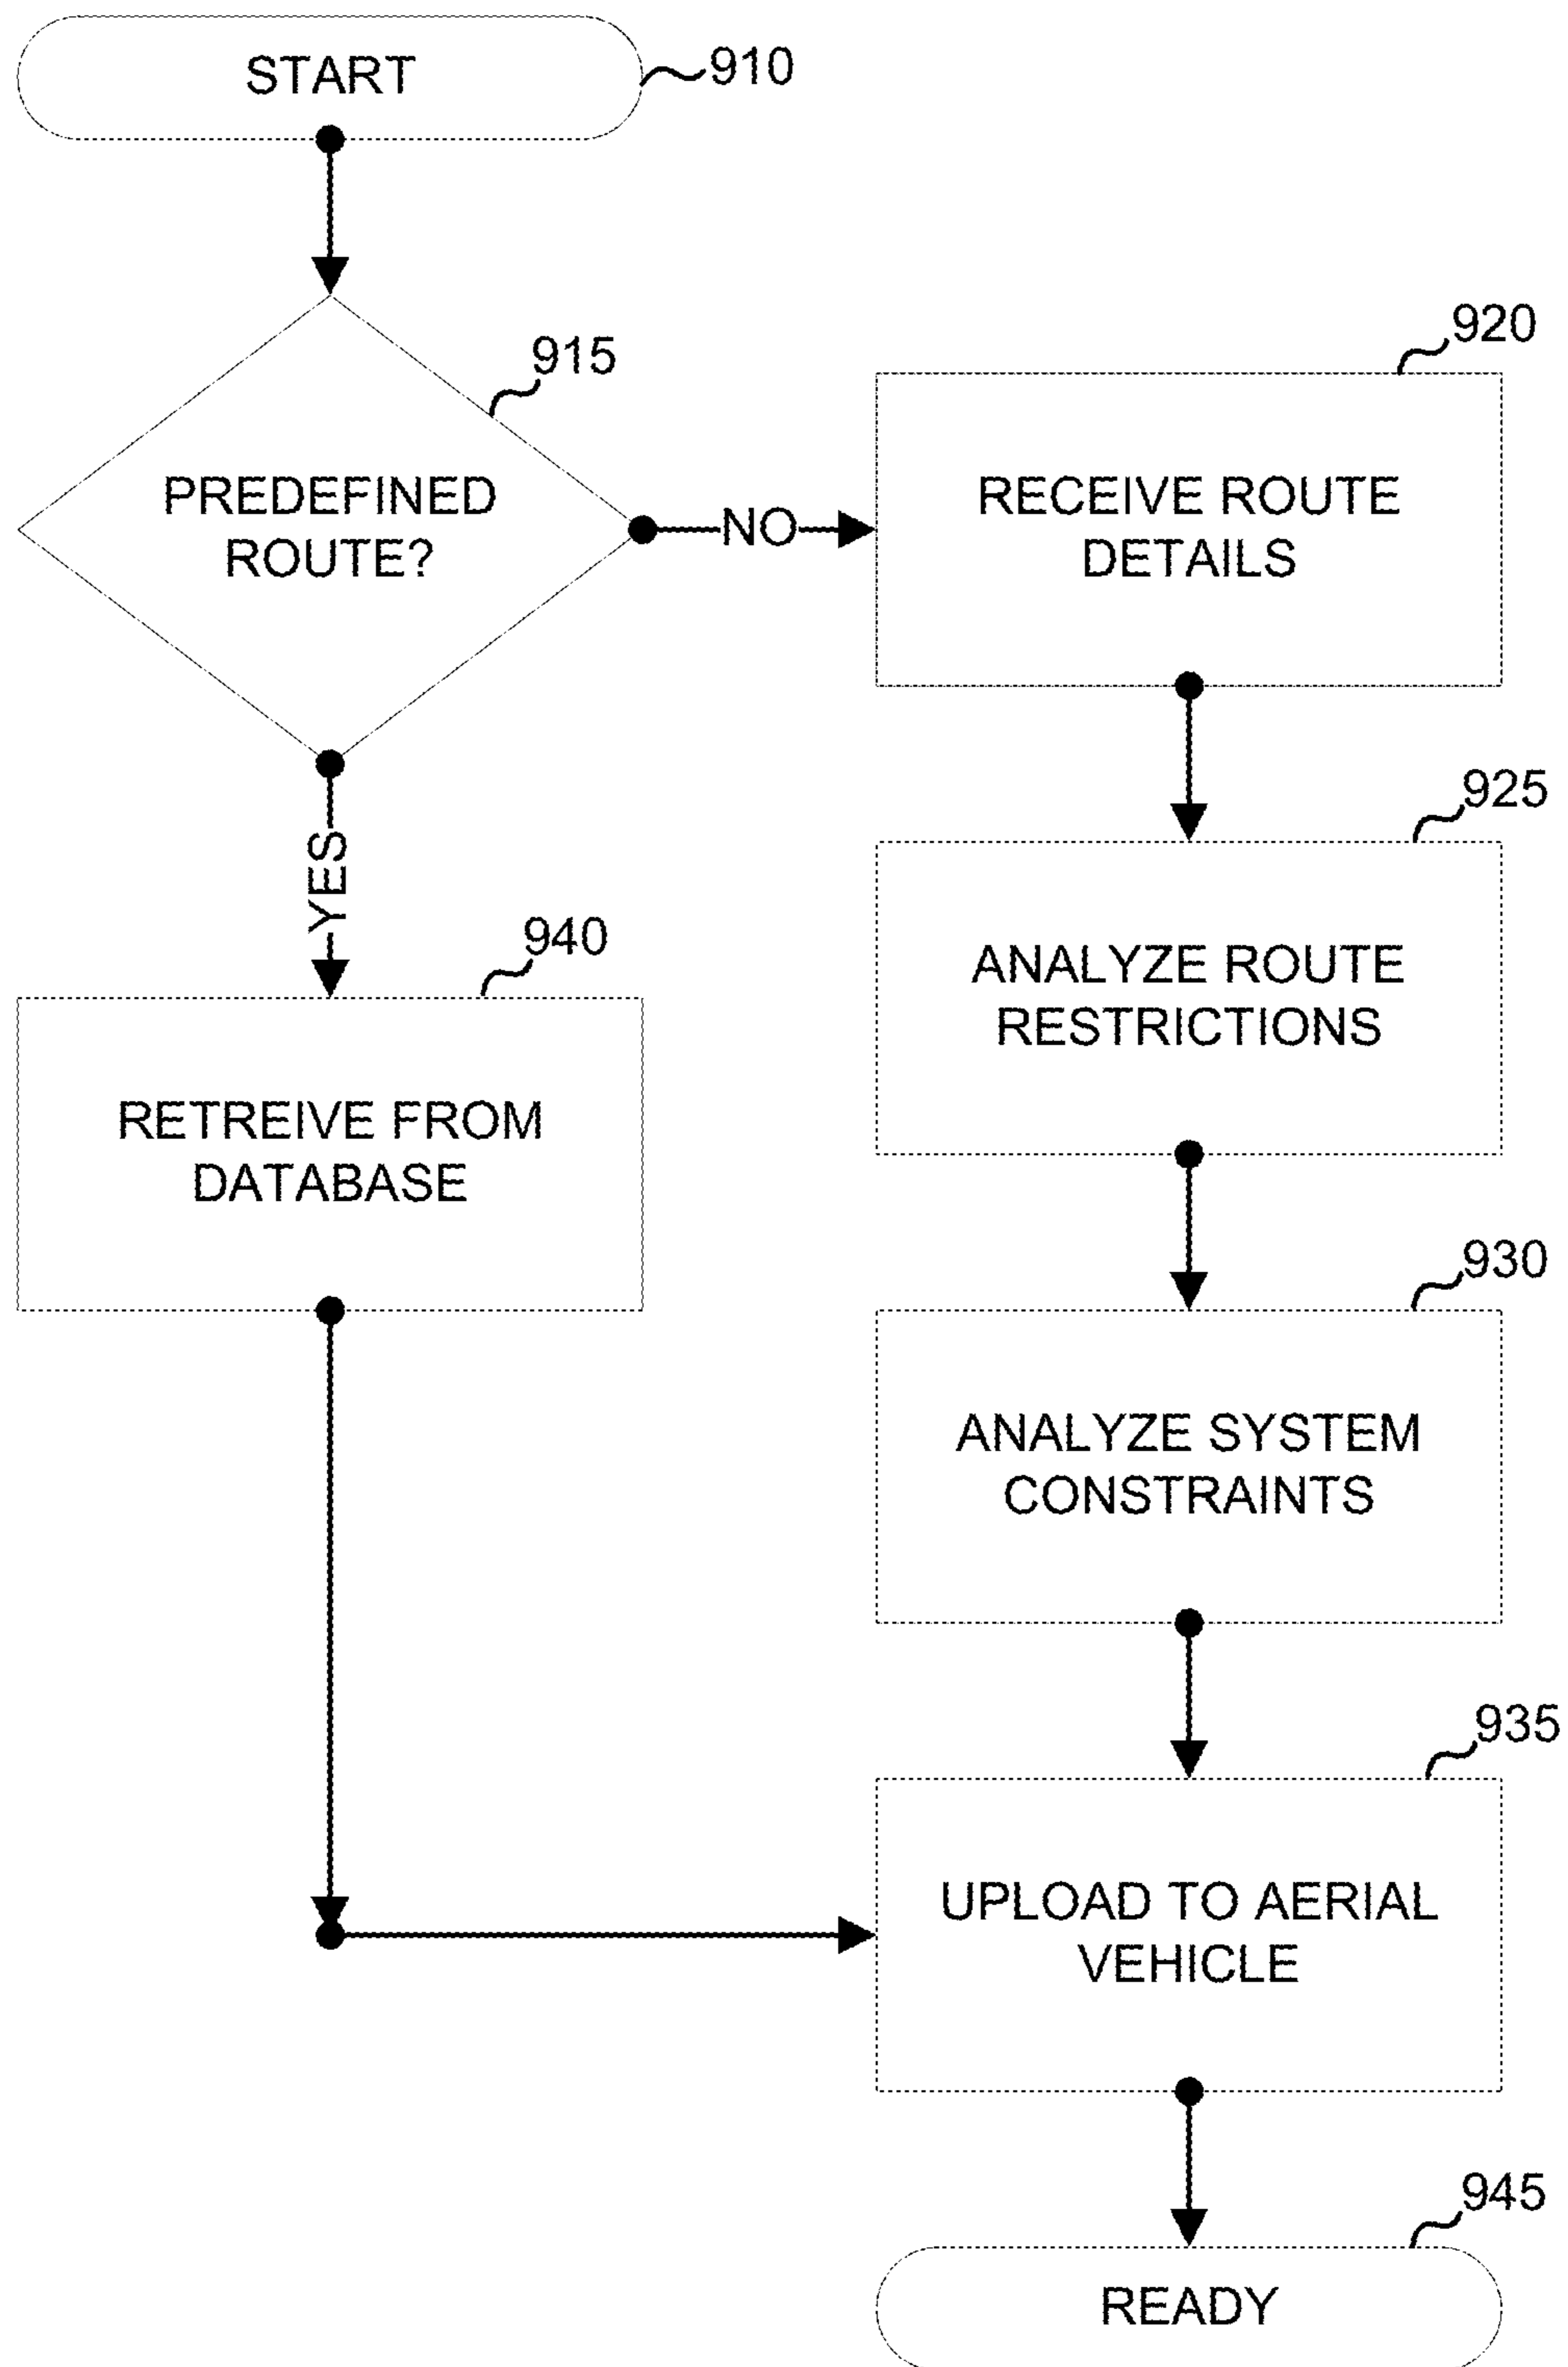 START
910
915
PREDEFINED
ROUTE?
NO
920
RECEIVE ROUTE
DETAILS
YES
925
ANALYZE ROUTE
RESTRICTIONS
940
RETREIVE FROM
DATABASE
930
ANALYZE SYSTEM
CONSTRAINTS
935
UPLOAD TO AERIAL
VEHICLE
945
READY